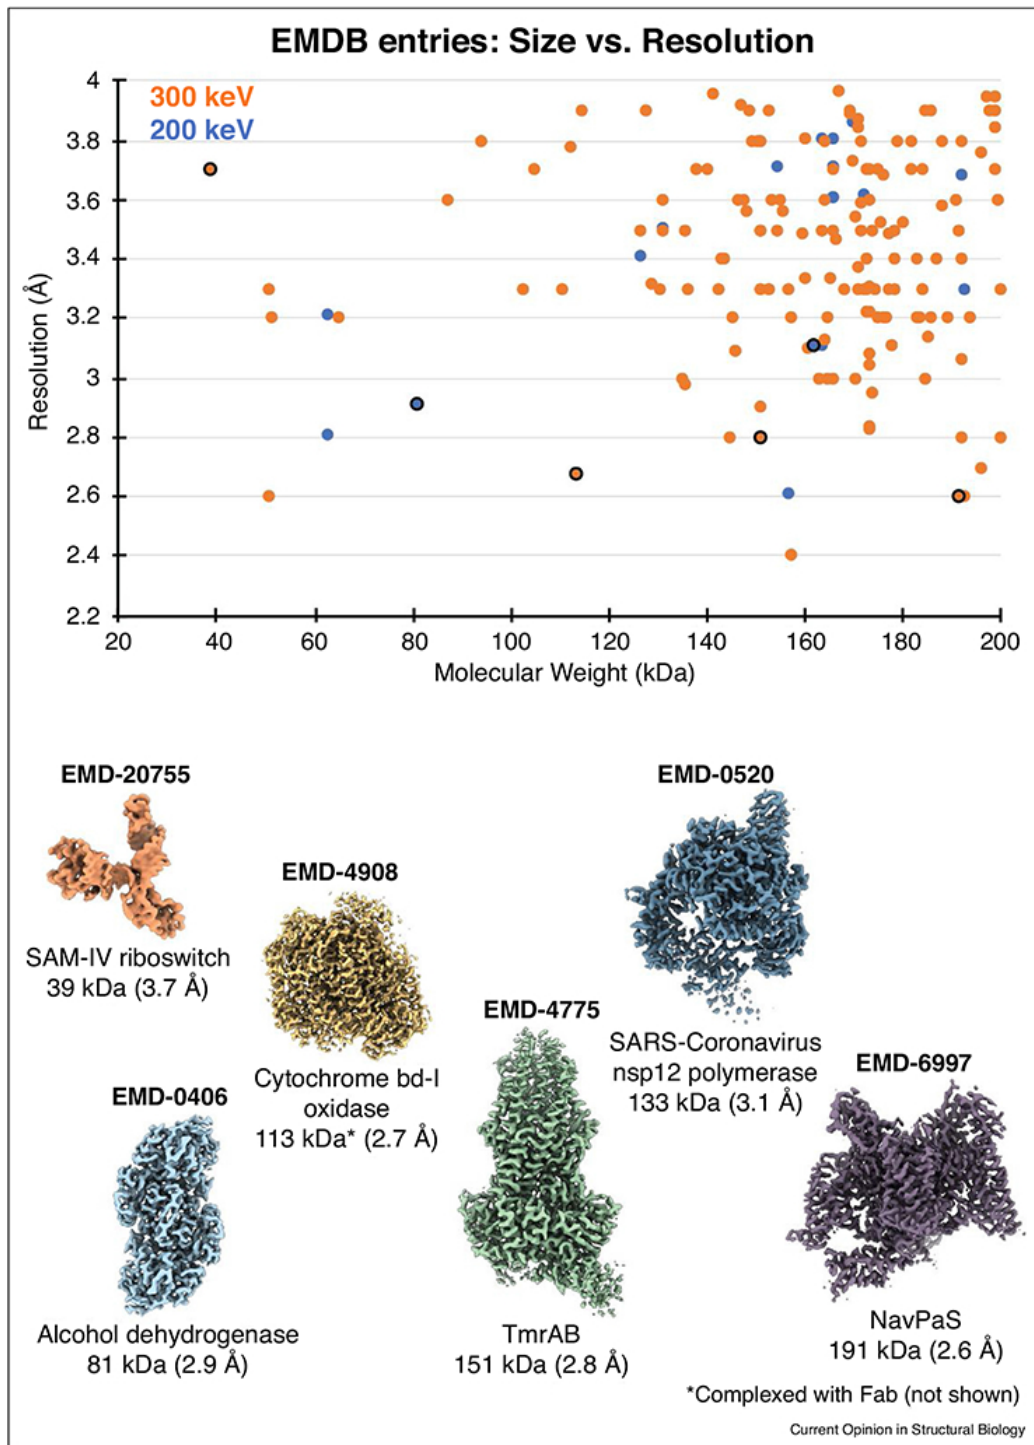 EMDB entries: Size vs. Resolution
300 keV
200 keV
Resolution (Å)
4
3.8
3.6
3.4
3.2
3
2.8
2.6
2.4
2.2
20 40 60 80 100 120 140 160 180 200
Molecular Weight (kDa)
EMD-20755
SAM-IV riboswitch
39 kDa (3.7 Å)
EMD-4908
Cytochrome bd-I
oxidase
113 kDa* (2.7 Å)
EMD-0520
SARS-Coronavirus
nsp12 polymerase
133 kDa (3.1 Å)
EMD-0406
Alcohol dehydrogenase
81 kDa (2.9 Å)
EMD-4775
TmrAB
151 kDa (2.8 Å)
EMD-6997
NavPaS
191 kDa (2.6 Å)
*Complexed with Fab (not shown)
Current Opinion in Structural Biology